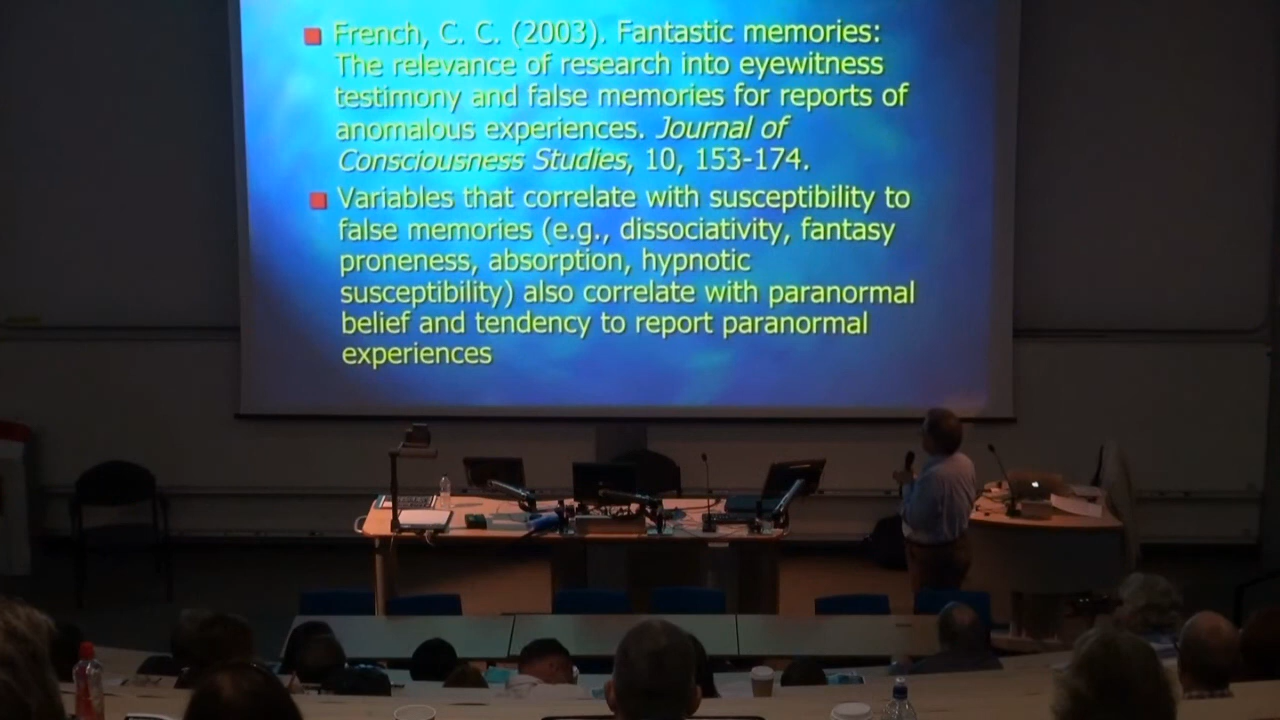 French, C. C. (2003). Fantastic memories:
The relevance of research into eyewitness
testimony and false memories for reports of
anomalous experiences. Journal of
Consciousness Studies, 10, 153-174.
Variables that correlate with susceptibility to
false memories (e.g., dissociativity, fantasy
proneness, absorption, hypnotic
susceptibility) also correlate with paranormal
belief and tendency to report paranormal
experiences